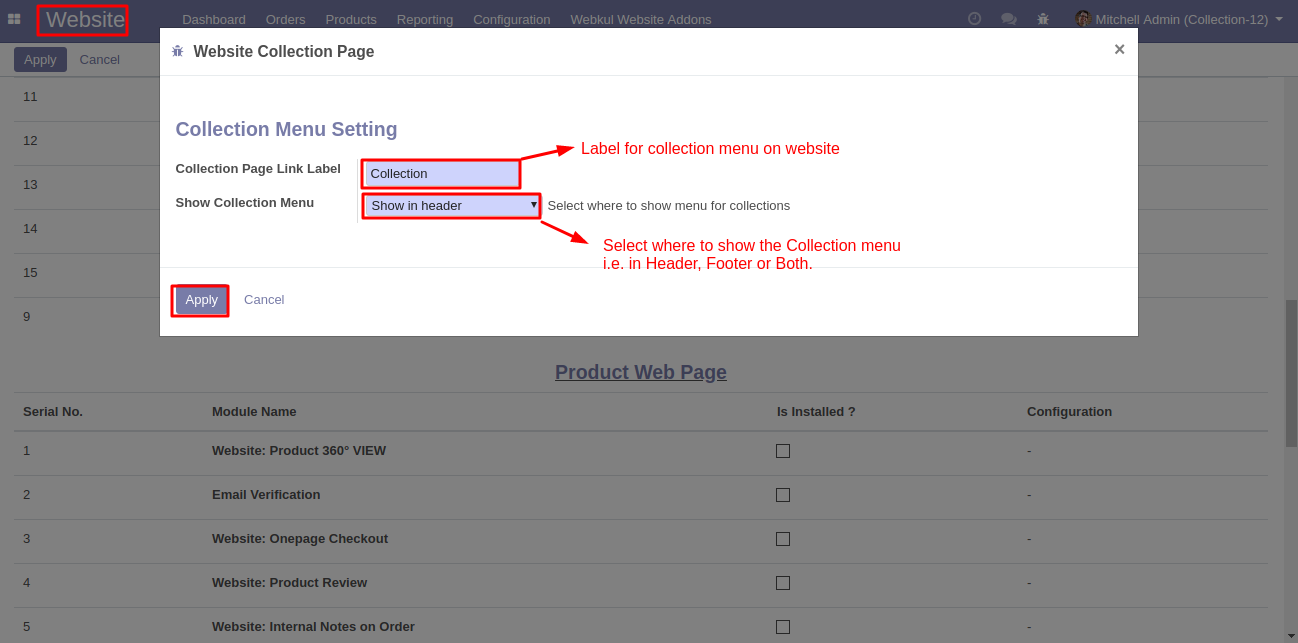 Website Dashboard Orders Products Reporting Configuration Webkul Website Addons Mitchell Admin (Collection-12)
Apply Cancel
Website Collection Page ×
11
12
13
14
15
9
Collection Menu Setting
Collection Page Link Label Collection Label for collection menu on website
Show Collection Menu Show in header Select where to show menu for collections
Select where to show the Collection menu
i.e. in Header, Footer or Both.
Apply Cancel
Product Web Page
Serial No. Module Name Is Installed ? Configuration
1 Website: Product 360° VIEW -
2 Email Verification -
3 Website: Onepage Checkout -
4 Website: Product Review -
5 Website: Internal Notes on Order -